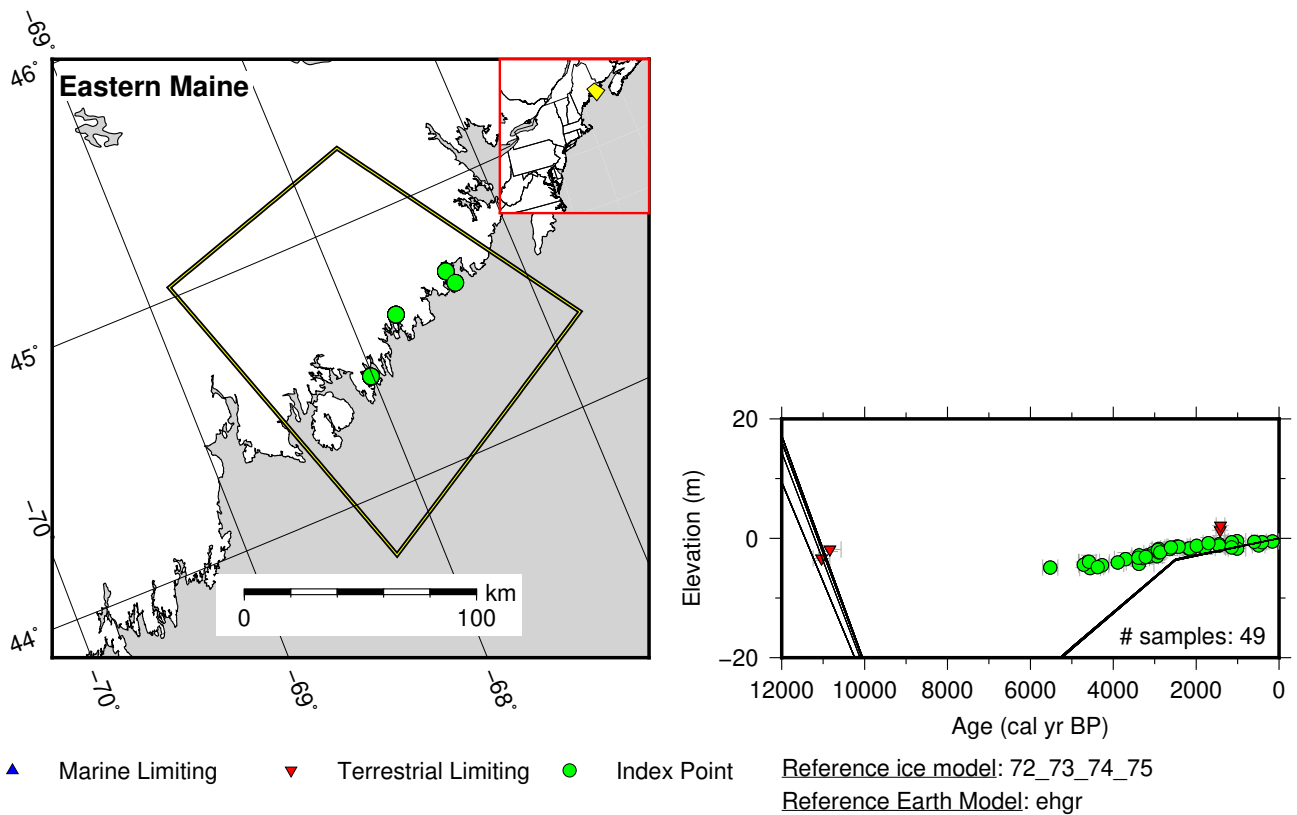 −69°
46°
Eastern Maine
45°
−70°
44°
−70°
−69°
−68°
km
0 100
20
0
−20
Elevation (m)
# samples: 49
12000 10000 8000 6000 4000 2000 0
Age (cal yr BP)
Marine Limiting Terrestrial Limiting Index Point
Reference ice model: 72_73_74_75
Reference Earth Model: ehgr